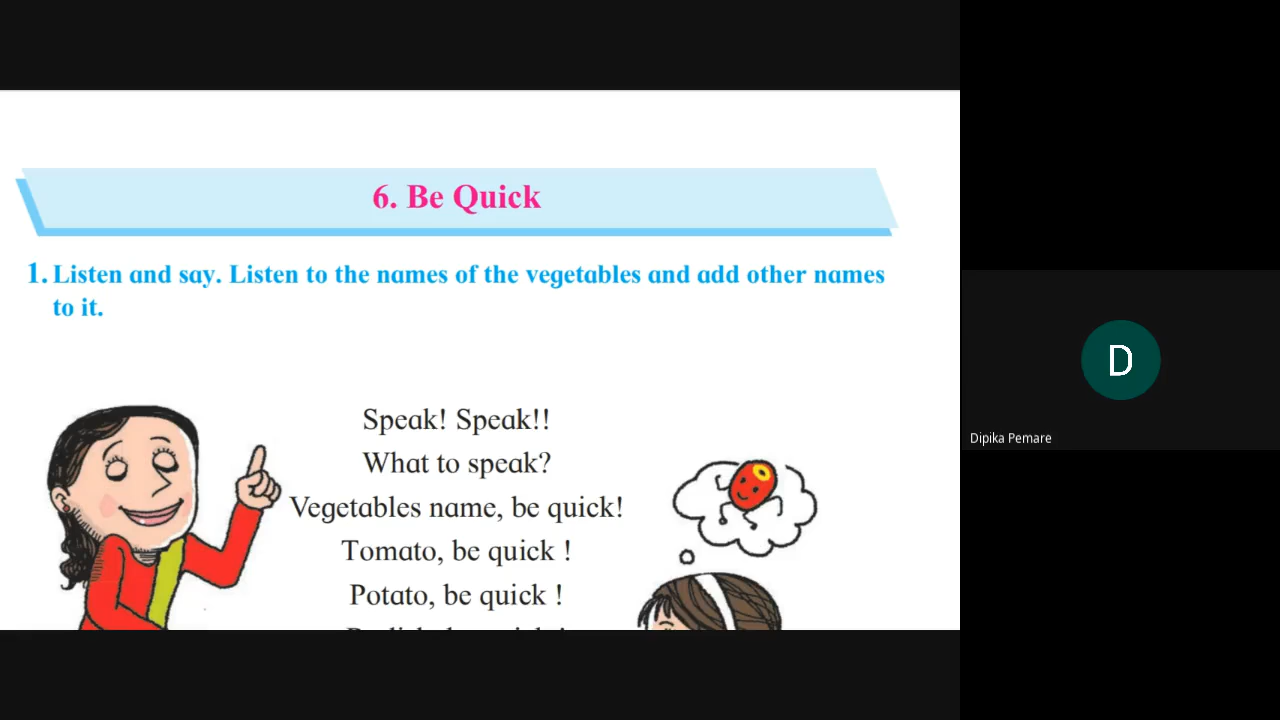 6. Be Quick
1. Listen and say. Listen to the names of the vegetables and add other names
to it.
Speak! Speak!!
What to speak?
Vegetables name, be quick!
Tomato, be quick !
Potato, be quick !
D
Dipika Pemare